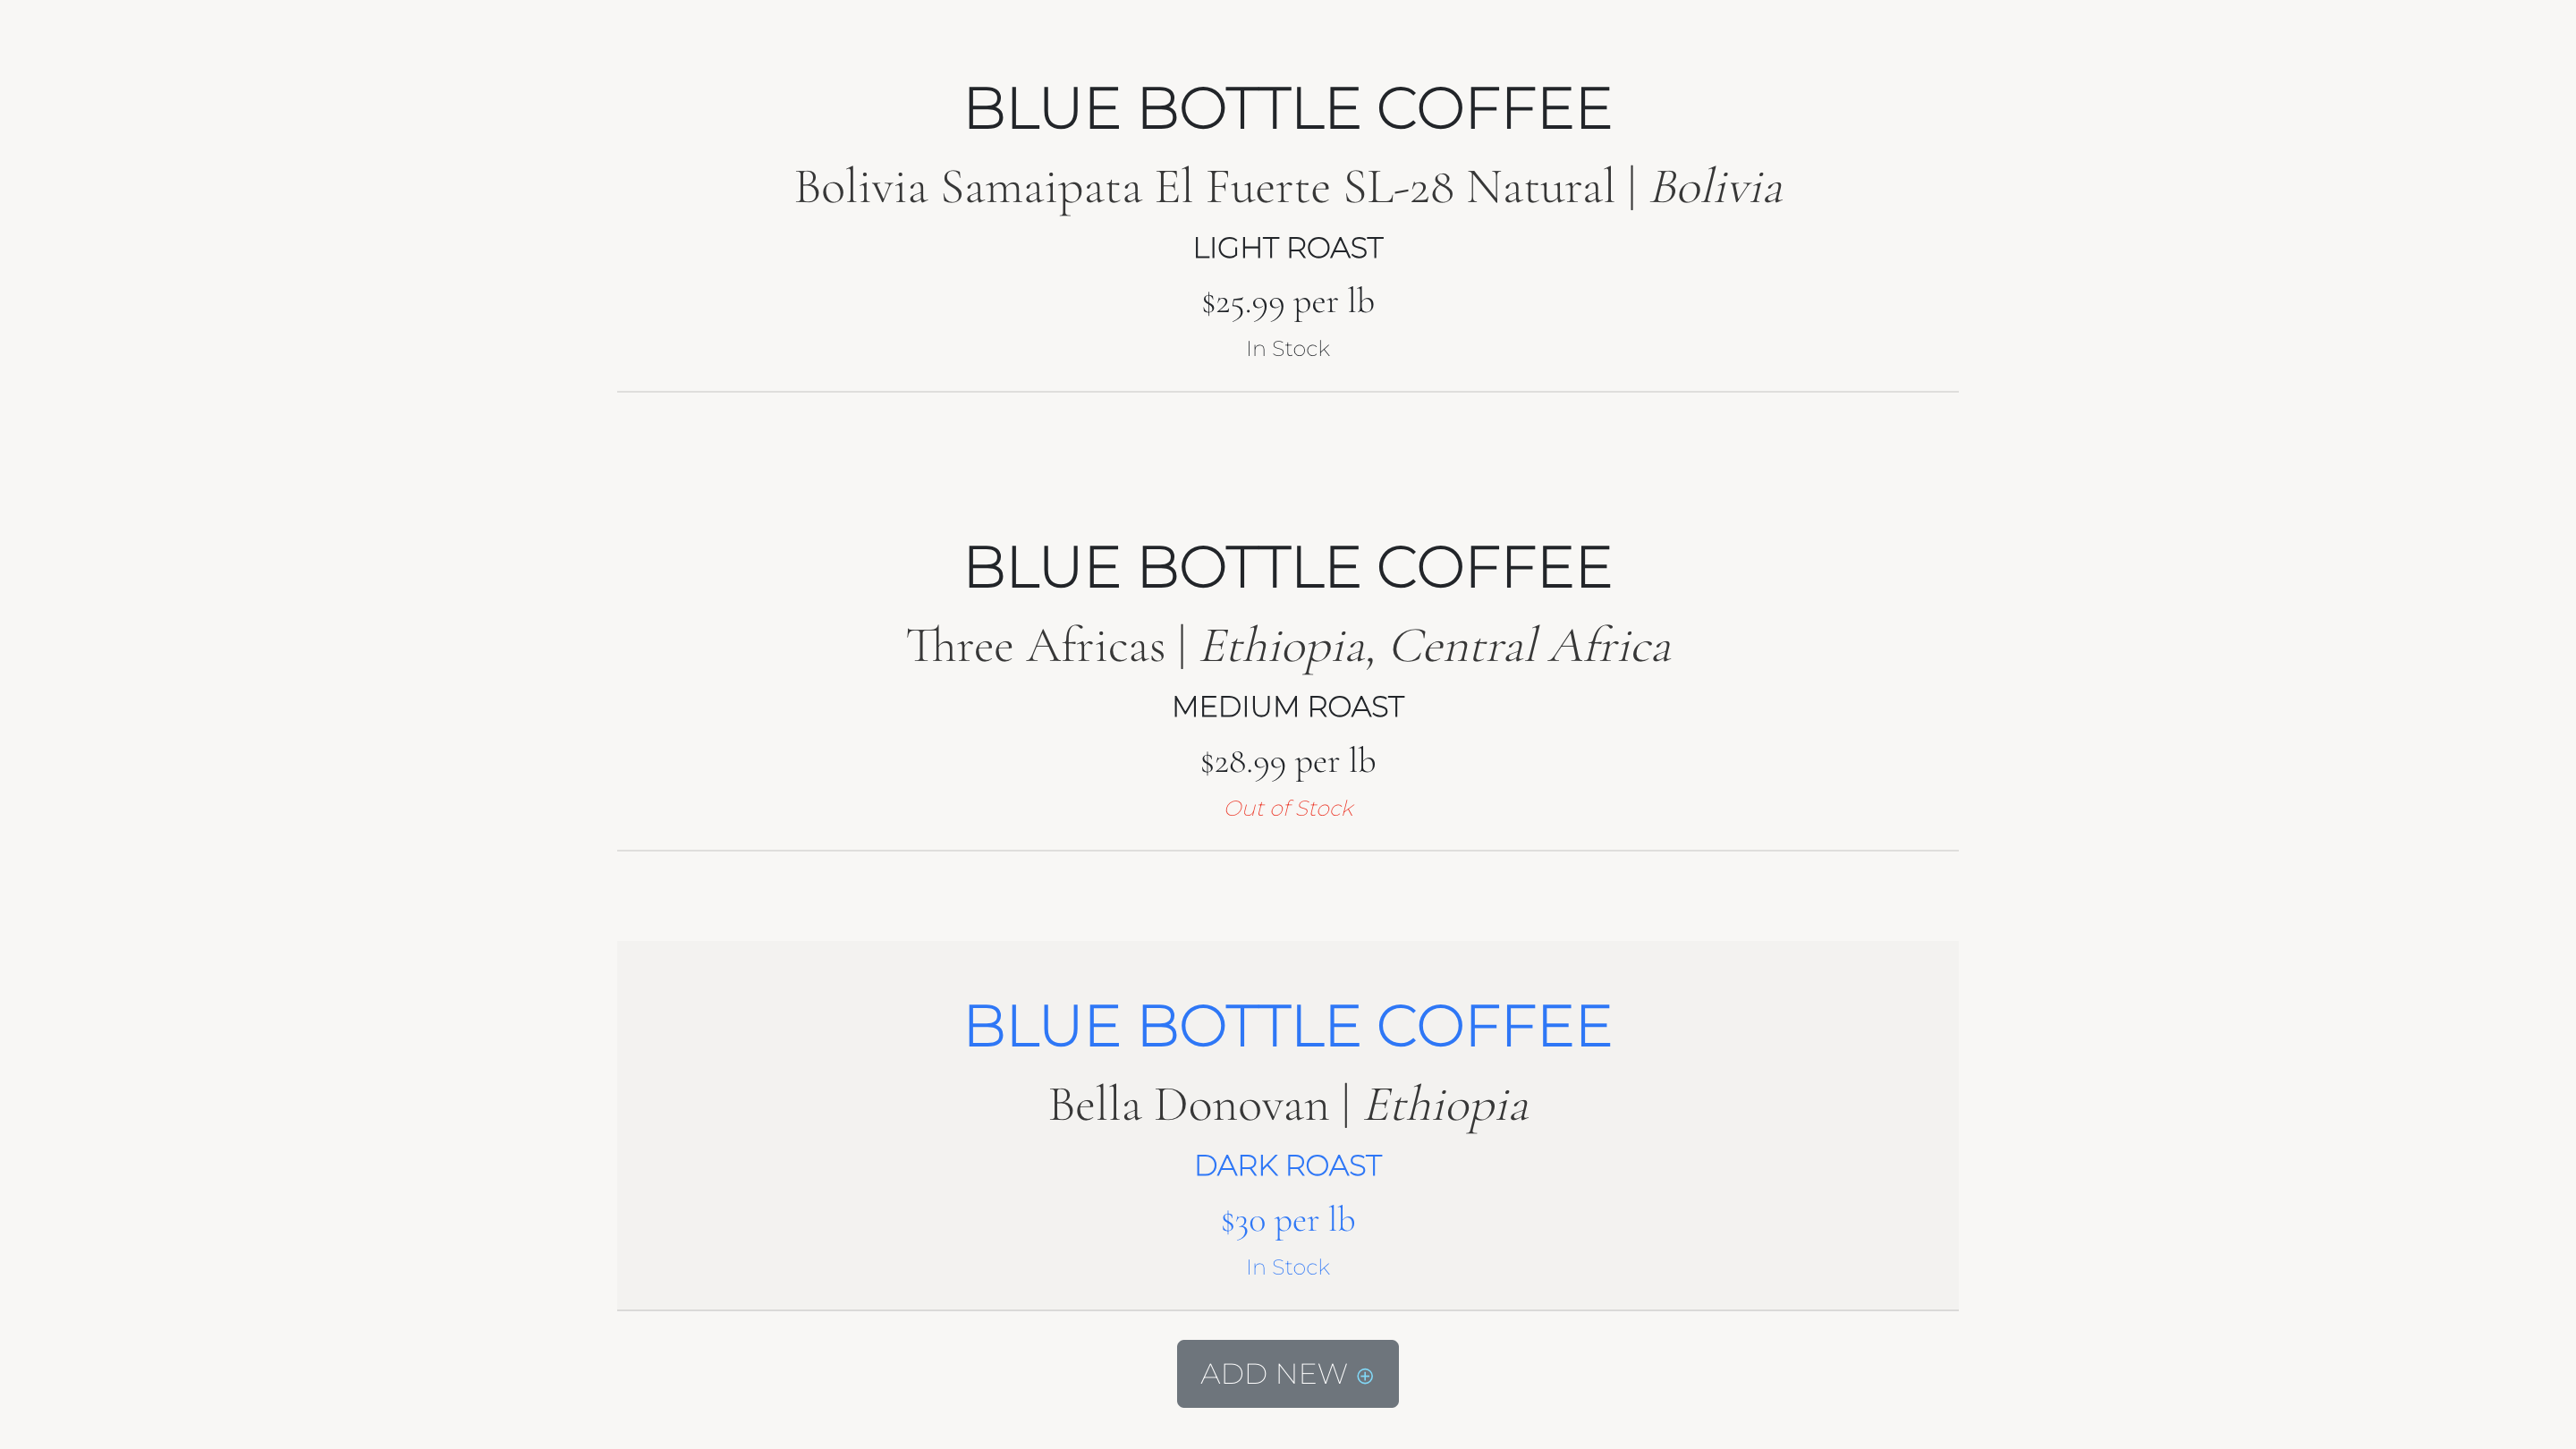 BLUE BOTTLE COFFEE
Bolivia Samaipata El Fuerte SL-28 Natural | Bolivia
LIGHT ROAST
$25.99 per lb
In Stock
BLUE BOTTLE COFFEE
Three Africas | Ethiopia, Central Africa
MEDIUM ROAST
$28.99 per lb
Out of Stock
BLUE BOTTLE COFFEE
Bella Donovan | Ethiopia
DARK ROAST
$30 per lb
In Stock
ADD NEW ⊕